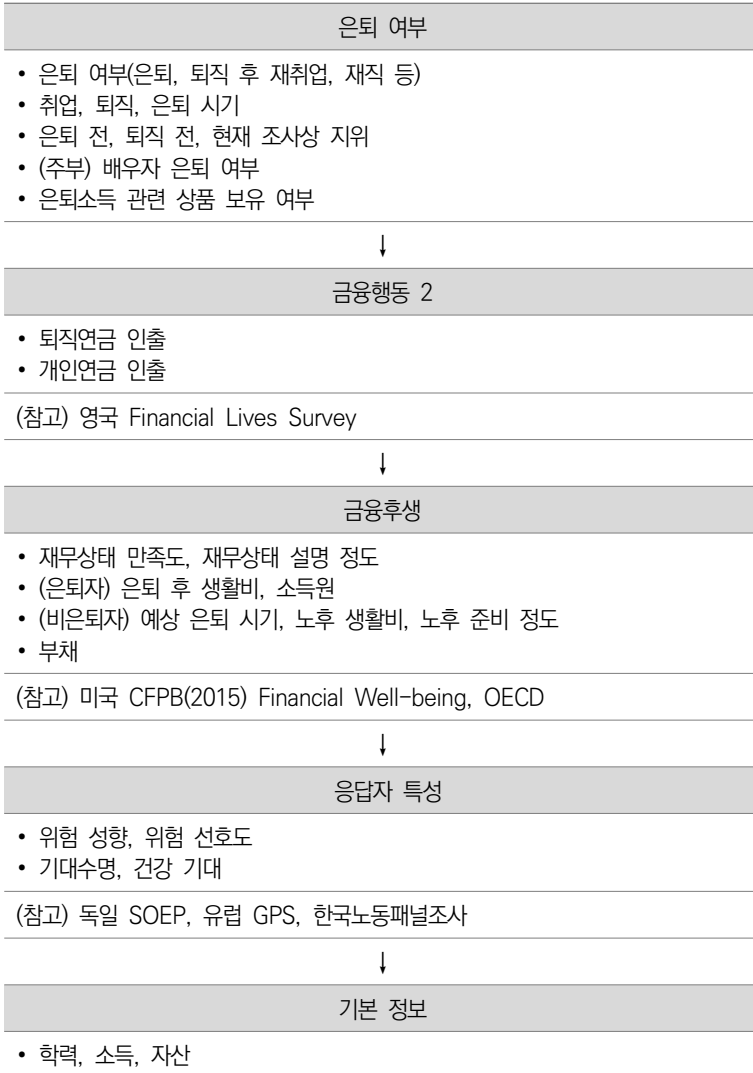 은퇴 여부
• 은퇴 여부(은퇴, 퇴직 후 재취업, 재직 등)
• 취업, 퇴직, 은퇴 시기
• 은퇴 전, 퇴직 전, 현재 조사상 지위
• (주부) 배우자 은퇴 여부
• 은퇴소득 관련 상품 보유 여부
↓
금융행동 2
• 퇴직연금 인출
• 개인연금 인출
(참고) 영국 Financial Lives Survey
↓
금융후생
• 재무상태 만족도, 재무상태 설명 정도
• (은퇴자) 은퇴 후 생활비, 소득원
• (비은퇴자) 예상 은퇴 시기, 노후 생활비, 노후 준비 정도
• 부채
(참고) 미국 CFPB(2015) Financial Well-being, OECD
↓
응답자 특성
• 위험 성향, 위험 선호도
• 기대수명, 건강 기대
(참고) 독일 SOEP, 유럽 GPS, 한국노동패널조사
↓
기본 정보
• 학력, 소득, 자산